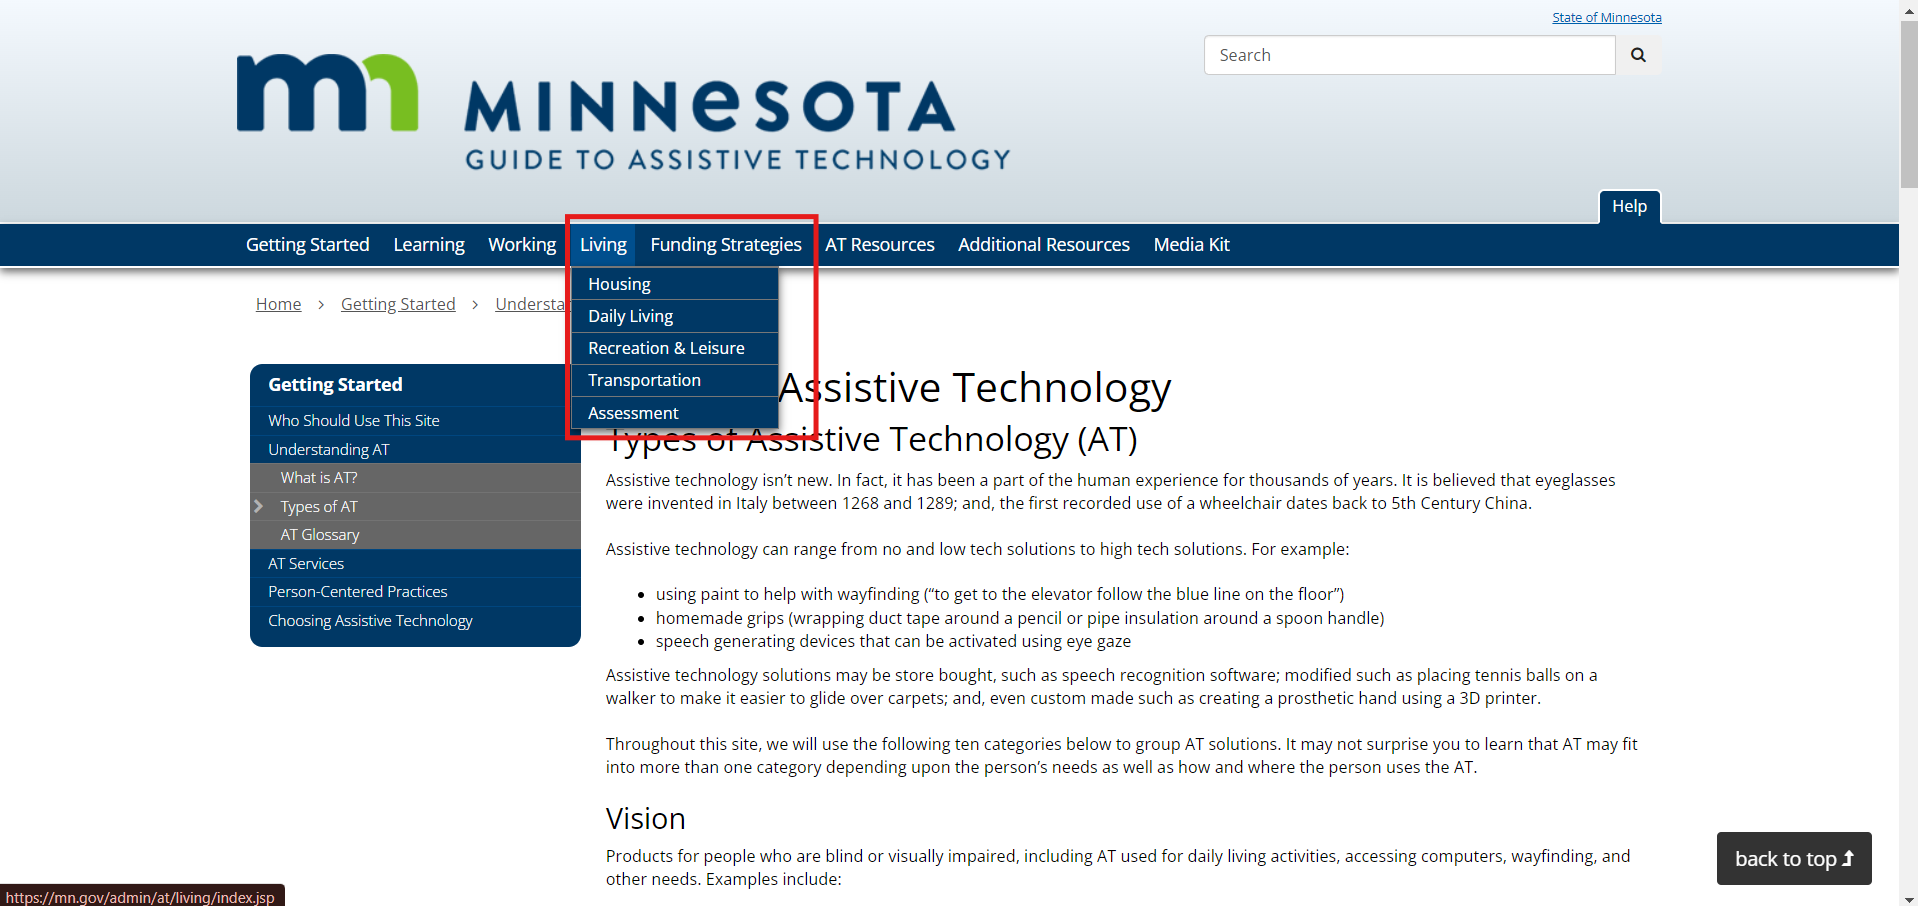 State of Minnesota
Search
mn MINNESOTA
GUIDE TO ASSISTIVE TECHNOLOGY
Help
Getting Started Learning Working Living Funding Strategies AT Resources Additional Resources Media Kit
Housing
Daily Living
Recreation & Leisure
Transportation
Assessment
Home > Getting Started >
Getting Started
Who Should Use This Site
Understanding AT
What is AT?
Types of AT
AT Glossary
AT Services
Person-Centered Practices
Choosing Assistive Technology
Assistive Technology
Types of Assistive Technology (AT)
Assistive technology isn’t new. In fact, it has been a part of the human experience for thousands of years. It is believed that eyeglasses
were invented in Italy between 1268 and 1289; and, the first recorded use of a wheelchair dates back to 5th Century China.
Assistive technology can range from no and low tech solutions to high tech solutions. For example:
• using paint to help with wayfinding (“to get to the elevator follow the blue line on the floor”)
• homemade grips (wrapping duct tape around a pencil or pipe insulation around a spoon handle)
• speech generating devices that can be activated using eye gaze
Assistive technology solutions may be store bought, such as speech recognition software; modified such as placing tennis balls on a
walker to make it easier to glide over carpets; and, even custom made such as creating a prosthetic hand using a 3D printer.
Throughout this site, we will use the following ten categories below to group AT solutions. It may not surprise you to learn that AT may fit
into more than one category depending upon the person’s needs as well as how and where the person uses the AT.
Vision
Products for people who are blind or visually impaired, including AT used for daily living activities, accessing computers, wayfinding, and
other needs. Examples include:
back to top
https://mn.gov/admin/at/living/index.jsp